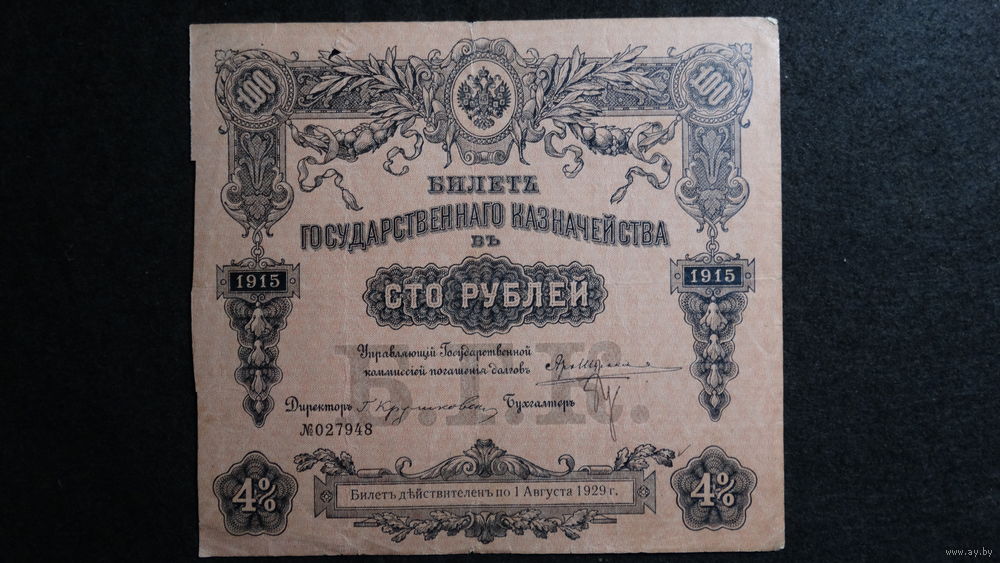 100 100
БИЛЕТЪ
ГОСУДАРСТВЕННАГО КАЗНАЧЕЙСТВА
ВЪ
1915 1915
СТО РУБЛЕЙ
Б.Г.К.
Управляющій Государственной
коммиссіей погашенія долговъ
Директоръ Бухгалтеръ
№027948
4% 4%
Билетъ дѣйствителенъ по 1 Августа 1929 г.
www.ay.by